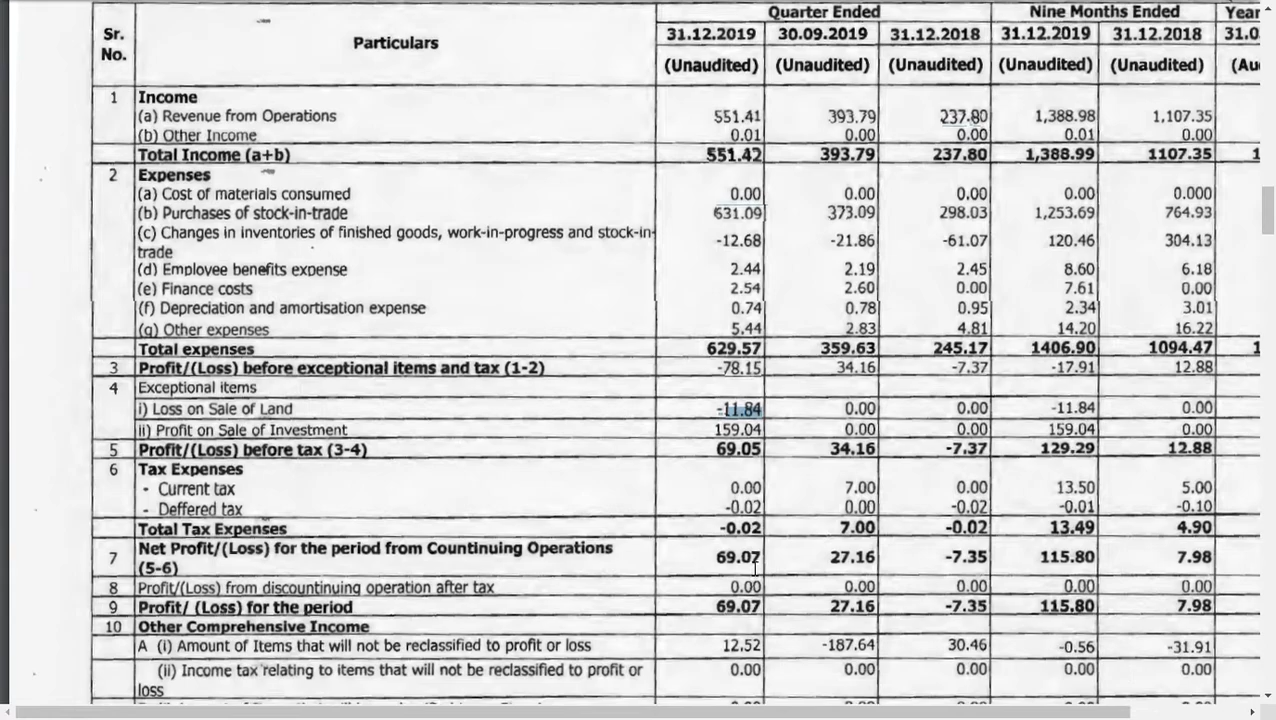 Quarter Ended Nine Months Ended Year
Sr. No. Particulars 31.12.2019 30.09.2019 31.12.2018 31.12.2019 31.12.2018 31.0
(Unaudited) (Unaudited) (Unaudited) (Unaudited) (Unaudited) (Au
1 Income
(a) Revenue from Operations 551.41 393.79 237.80 1,388.98 1,107.35
(b) Other Income 0.01 0.00 0.00 0.01 0.00
Total Income (a+b) 551.42 393.79 237.80 1,388.99 1107.35 1
2 Expenses
(a) Cost of materials consumed 0.00 0.00 0.00 0.00 0.000
(b) Purchases of stock-in-trade 631.09 373.09 298.03 1,253.69 764.93
(c) Changes in inventories of finished goods, work-in-progress and stock-in-
trade -12.68 -21.86 -61.07 120.46 304.13
(d) Employee benefits expense 2.44 2.19 2.45 8.60 6.18
(e) Finance costs 2.54 2.60 0.00 7.61 0.00
(f) Depreciation and amortisation expense 0.74 0.78 0.95 2.34 3.01
(g) Other expenses 5.44 2.83 4.81 14.20 16.22
Total expenses 629.57 359.63 245.17 1406.90 1094.47 1
3 Profit/(Loss) before exceptional items and tax (1-2) -78.15 34.16 -7.37 -17.91 12.88
4 Exceptional items
i) Loss on Sale of Land -11.84 0.00 0.00 -11.84 0.00
ii) Profit on Sale of Investment 159.04 0.00 0.00 159.04 0.00
5 Profit/(Loss) before tax (3-4) 69.05 34.16 -7.37 129.29 12.88
6 Tax Expenses
- Current tax 0.00 7.00 0.00 13.50 5.00
- Deffered tax -0.02 0.00 -0.02 -0.01 -0.10
Total Tax Expenses -0.02 7.00 -0.02 13.49 4.90
7 Net Profit/(Loss) for the period from Countinuing Operations
(5-6) 69.07 27.16 -7.35 115.80 7.98
8 Profit/(Loss) from discountinuing operation after tax 0.00 0.00 0.00 0.00 0.00
9 Profit/ (Loss) for the period 69.07 27.16 -7.35 115.80 7.98
10 Other Comprehensive Income
A (i) Amount of Items that will not be reclassified to profit or loss 12.52 -187.64 30.46 -0.56 -31.91
(ii) Income tax relating to items that will not be reclassified to profit or 0.00 0.00 0.00 0.00 0.00
loss